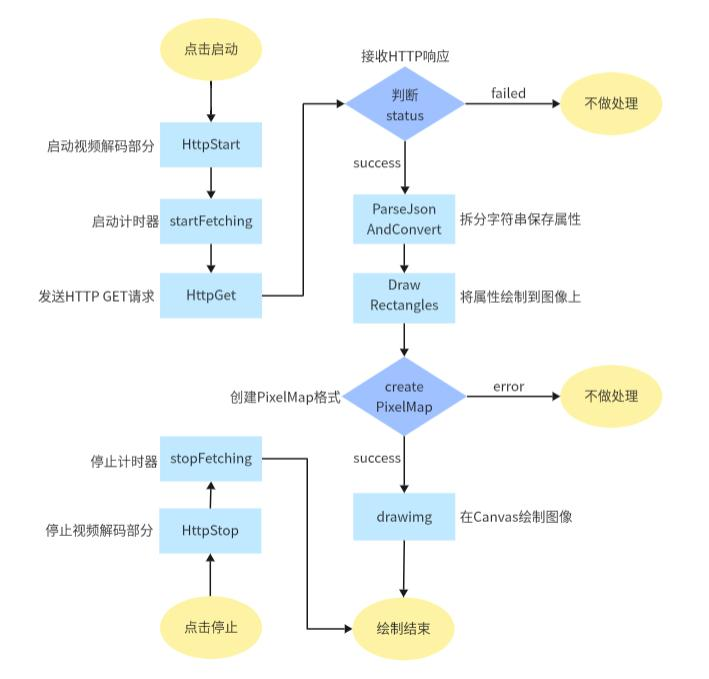 点击启动
启动视频解码部分
HttpStart
启动计时器
startFetching
发送HTTP GET请求
HttpGet
接收HTTP响应
判断
status
failed
不做处理
success
ParseJson
AndConvert
拆分字符串保存属性
Draw
Rectangles
将属性绘制到图像上
创建PixelMap格式
create
PixelMap
error
不做处理
success
drawimg
在Canvas绘制图像
停止计时器
stopFetching
停止视频解码部分
HttpStop
点击停止
绘制结束